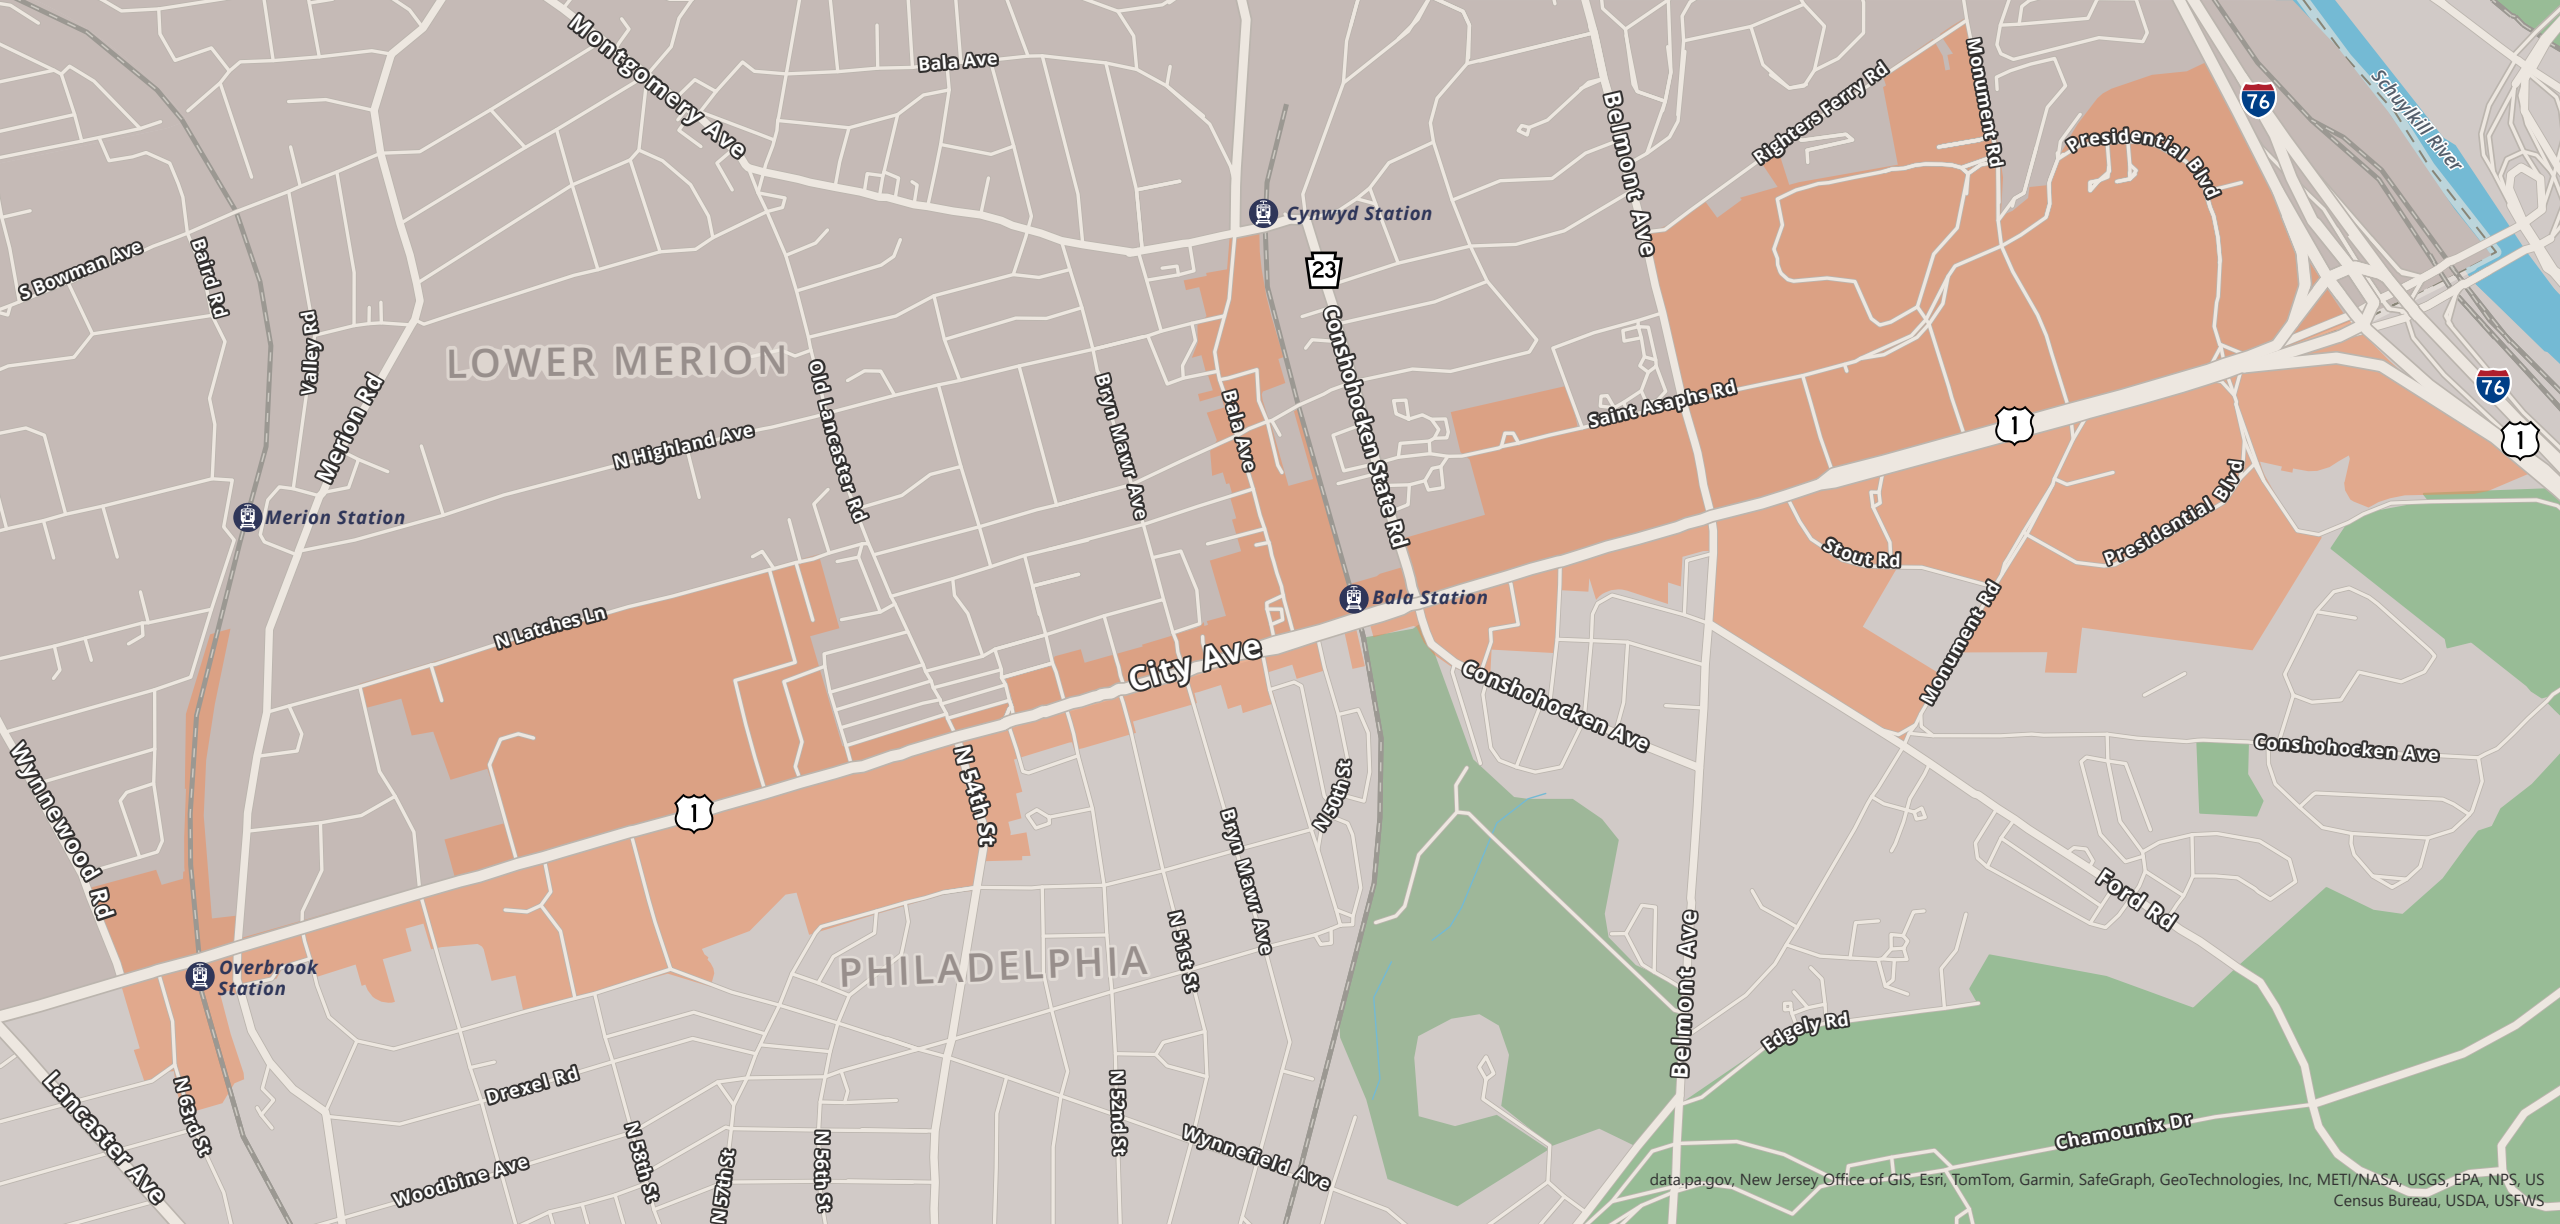 Montgomery Ave
Bala Ave
Belmont Ave
Righters Ferry Rd
Monument Rd
Presidential Blvd
76
Schuylkill River
Cynwyd Station
23
S Bowman Ave
Baird Rd
Valley Rd
Merion Rd
LOWER MERION
Old Lancaster Rd
N Highland Ave
Bryn Mawr Ave
Bala Ave
Conshohocken State Rd
Saint Asaphs Rd
1
76
1
Merion Station
Stout Rd
Presidential Blvd
N Latches Ln
City Ave
Bala Station
Monument Rd
Conshohocken Ave
Conshohocken Ave
Wynnewood Rd
1
N 54th St
N 50th St
Bryn Mawr Ave
Ford Rd
Overbrook
Station
PHILADELPHIA
N 51st St
Belmont Ave
Edgely Rd
Lancaster Ave
N 63rd St
Drexel Rd
Woodbine Ave
N 58th St
N 57th St
N 56th St
N 52nd St
Wynnefield Ave
Chamounix Dr
data.pa.gov, New Jersey Office of GIS, Esri, TomTom, Garmin, SafeGraph, GeoTechnologies, Inc, METI/NASA, USGS, EPA, NPS, US
Census Bureau, USDA, USFWS